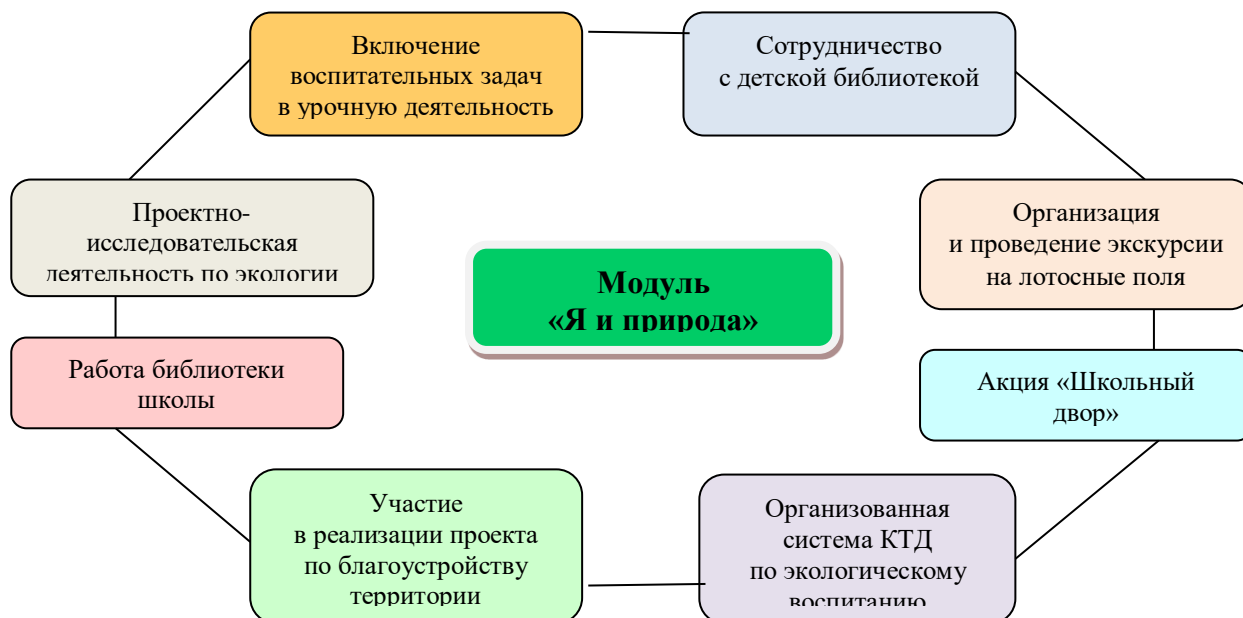 Включение
воспитательных задач
в урочную деятельность
Сотрудничество
с детской библиотекой
Проектно-
исследовательская
деятельность по экологии
Организация
и проведение экскурсии
на лотосные поля
Модуль
«Я и природа»
Работа библиотеки
школы
Акция «Школьный
двор»
Участие
в реализации проекта
по благоустройству
территории
Организованная
система КТД
по экологическому
воспитанию